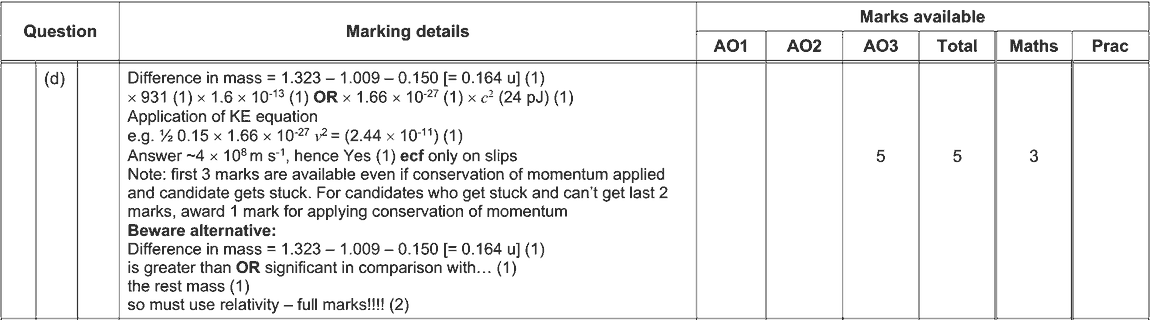 Question
Marking details
Marks available
AO1 AO2 AO3 Total Maths Prac
(d)
Difference in mass = 1.323 – 1.009 – 0.150 [= 0.164 u] (1)
× 931 (1) × 1.6 × 10⁻¹³ (1) OR × 1.66 × 10⁻²⁷ (1) × c² (24 pJ) (1)
Application of KE equation
e.g. ½ 0.15 × 1.66 × 10⁻²⁷ v² = (2.44 × 10⁻¹¹) (1)
Answer ~4 × 10⁸ m s⁻¹, hence Yes (1) ecf only on slips
Note: first 3 marks are available even if conservation of momentum applied
and candidate gets stuck. For candidates who get stuck and can't get last 2
marks, award 1 mark for applying conservation of momentum
Beware alternative:
Difference in mass = 1.323 – 1.009 – 0.150 [= 0.164 u] (1)
is greater than OR significant in comparison with… (1)
the rest mass (1)
so must use relativity – full marks!!!! (2)
5 5 3